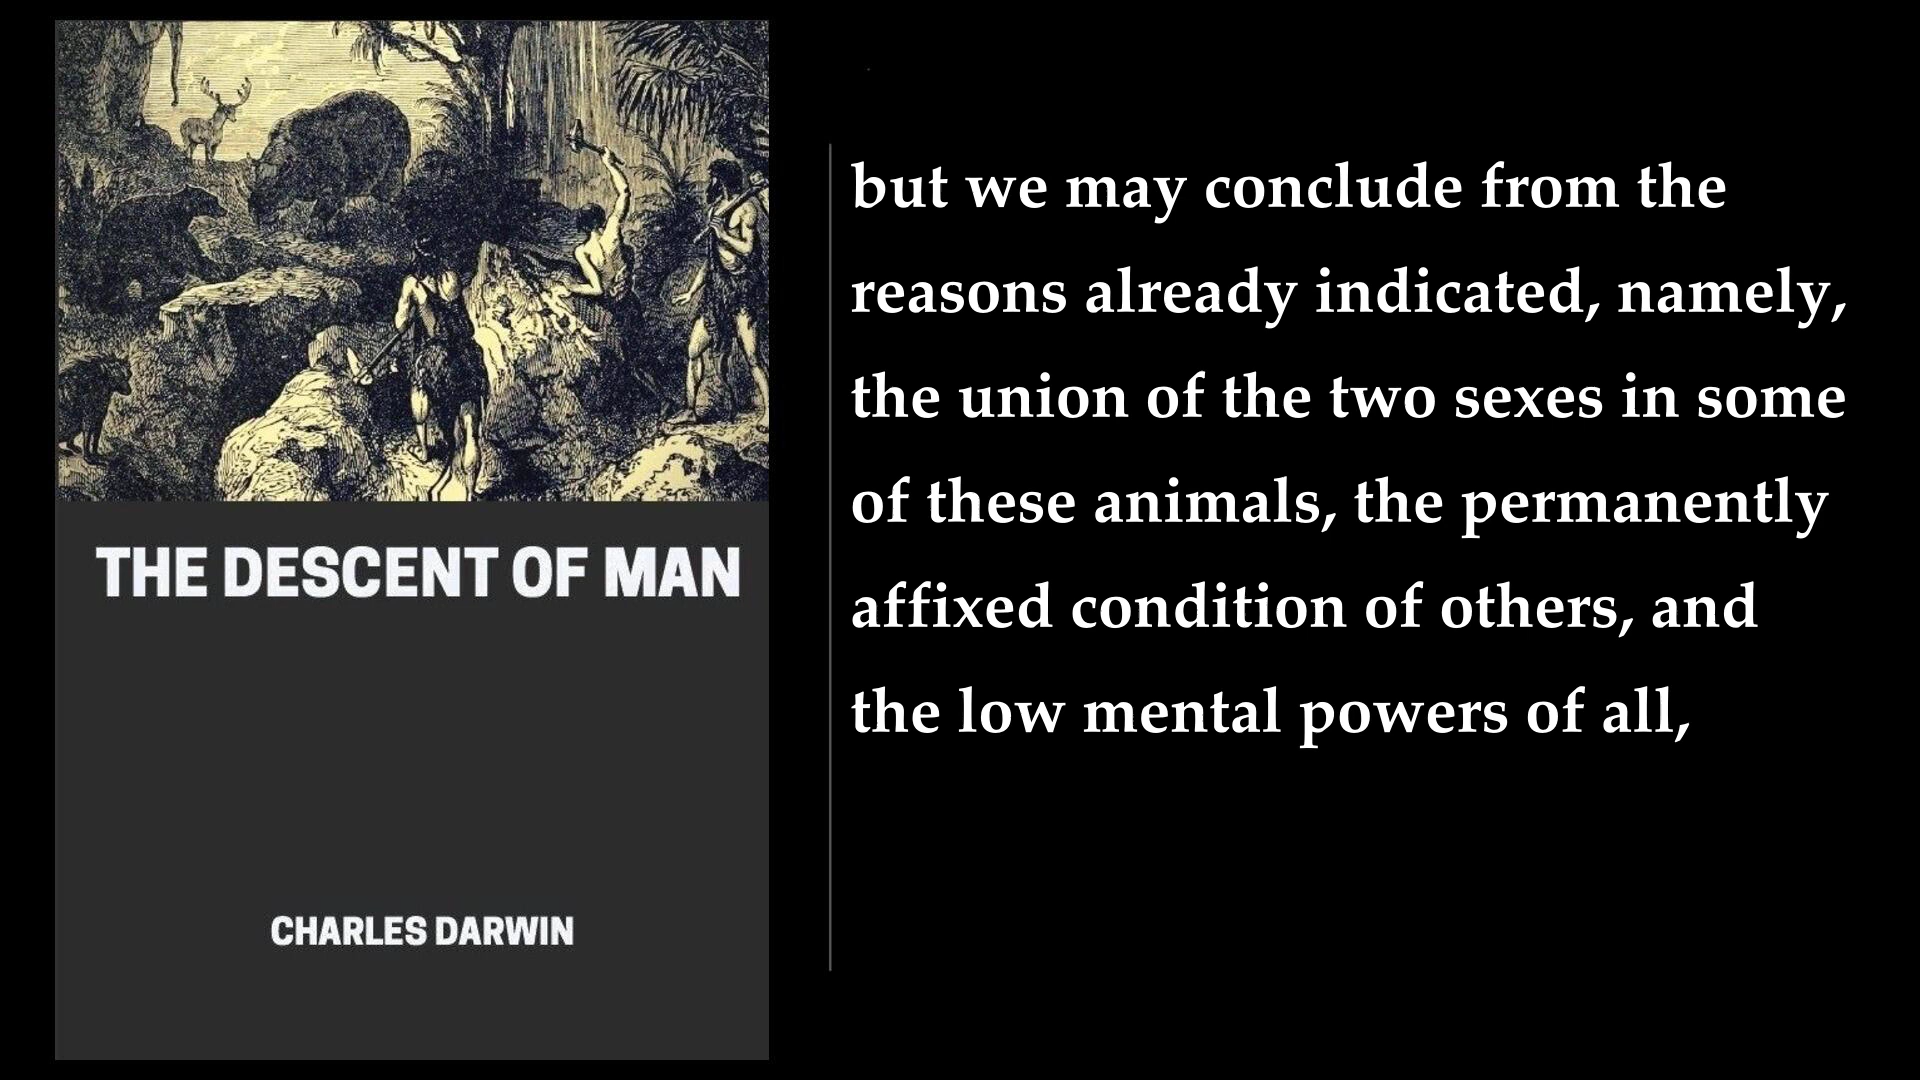 THE DESCENT OF MAN
CHARLES DARWIN
but we may conclude from the
reasons already indicated, namely,
the union of the two sexes in some
of these animals, the permanently
affixed condition of others, and
the low mental powers of all,